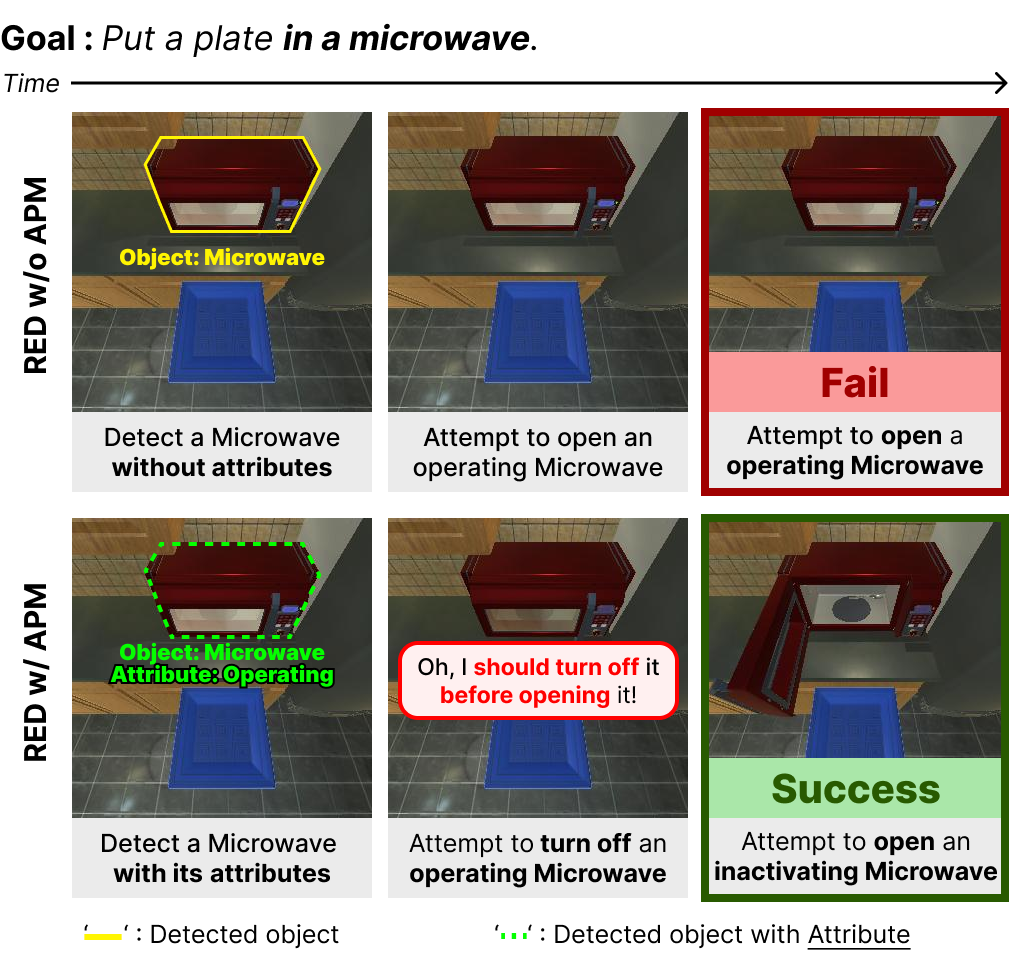 Goal : Put a plate in a microwave.
Time
RED w/o APM
Object: Microwave
Detect a Microwave
without attributes
Attempt to open an
operating Microwave
Fail
Attempt to open a
operating Microwave
RED w/ APM
Object: Microwave
Attribute: Operating
Detect a Microwave
with its attributes
Oh, I should turn off it
before opening it!
Attempt to turn off an
operating Microwave
Success
Attempt to open an
inactivating Microwave
‘ ‘ : Detected object
‘ ‘ : Detected object with Attribute